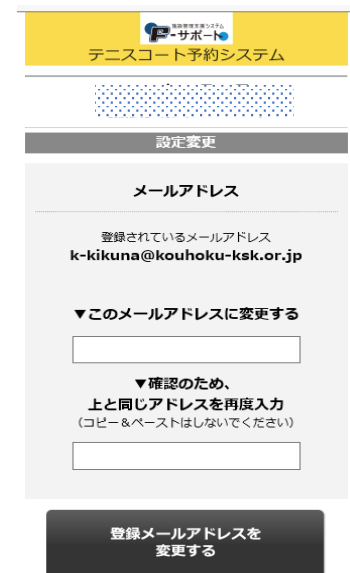 施設管理支援システム
P-サポート
テニスコート予約システム
設定変更
メールアドレス
登録されているメールアドレス
k-kikuna@kouhoku-ksk.or.jp
▼このメールアドレスに変更する
▼確認のため、
上と同じアドレスを再度入力
(コピー＆ペーストはしないでください)
登録メールアドレスを
変更する